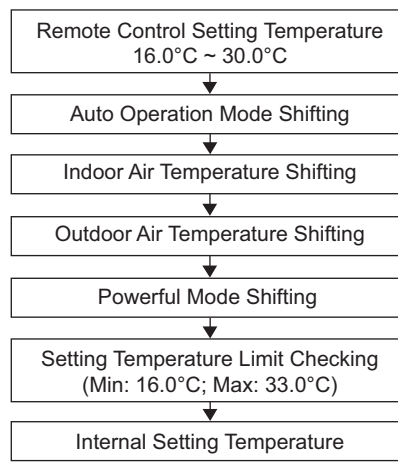 Remote Control Setting Temperature
16.0°C ~ 30.0°C
Auto Operation Mode Shifting
Indoor Air Temperature Shifting
Outdoor Air Temperature Shifting
Powerful Mode Shifting
Setting Temperature Limit Checking
(Min: 16.0°C; Max: 33.0°C)
Internal Setting Temperature